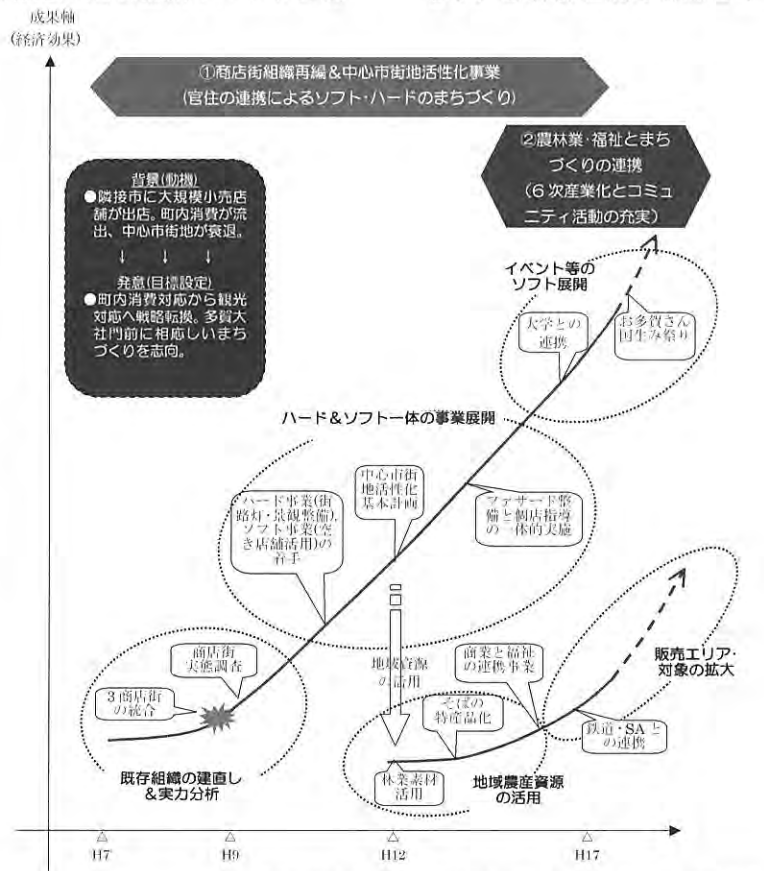 成果軸
(経済効果)
①商店街組織再編&中心市街地活性化事業
(官住の連携によるソフト・ハードのまちづくり)
②農林業・福祉とまち
づくりの連携
(6次産業化とコミュ
ニティ活動の充実)
背景(動機)
●隣接市に大規模小売店
舗が出店。町内消費が流
出、中心市街地が衰退。
↓ ↓ ↓
発意(目標設定)
●町内消費対応から観光
対応へ戦略転換。多賀大
社門前に相応しいまち
づくりを志向。
イベント等の
ソフト展開
大学との
連携
お多賀さん
国生み祭り
ハード&ソフト一体の事業展開
ハード事業(街
路灯・景観整備),
ソフト事業(空
き店舗活用)の
着手
中心市街
地活性化
基本計画
ファサード整
備と個店指導
の一体的実施
商店街
実態調査
3商店街
の統合
既存組織の建直し
&実力分析
地域資源
の活用
商業と福祉
の連携事業
そばの
特産品化
林業素材
活用
地域農産資源
の活用
鉄道・SAと
の連携
販売エリア・
対象の拡大
△ △ △ △
H7 H9 H12 H17